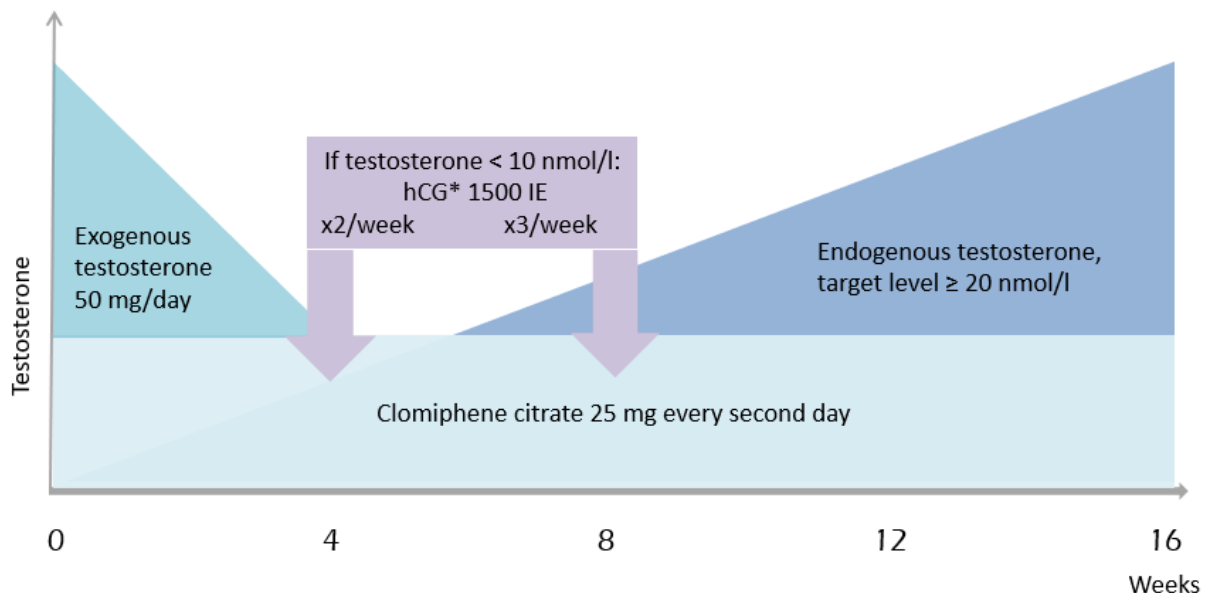 If testosterone < 10 nmol/l:
hCG* 1500 IE
x2/week x3/week
Exogenous
testosterone
50 mg/day
Endogenous testosterone,
target level ≥ 20 nmol/l
Testosterone
Clomiphene citrate 25 mg every second day
0 4 8 12 16
Weeks